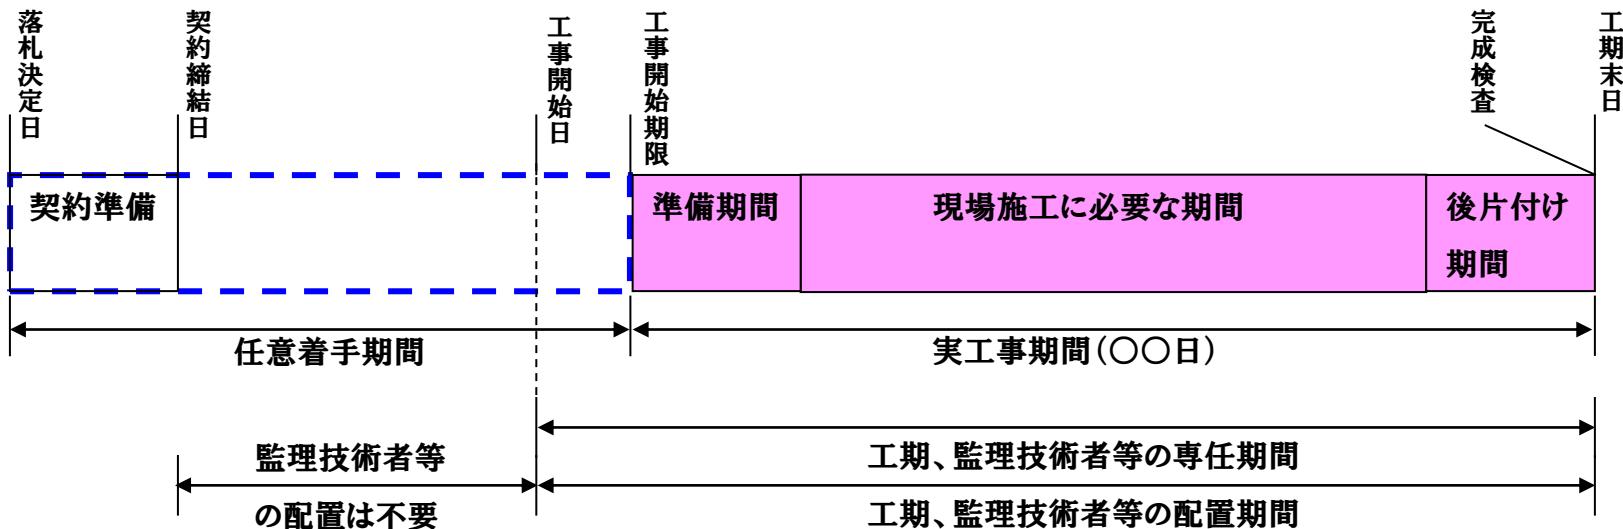 落札決定日
契約締結日
工事開始日
工事開始期限
完成検査
工期末日
契約準備
準備期間
現場施工に必要な期間
後片付け
期間
任意着手期間
実工事期間(〇〇日)
監理技術者等
の配置は不要
工期、監理技術者等の専任期間
工期、監理技術者等の配置期間